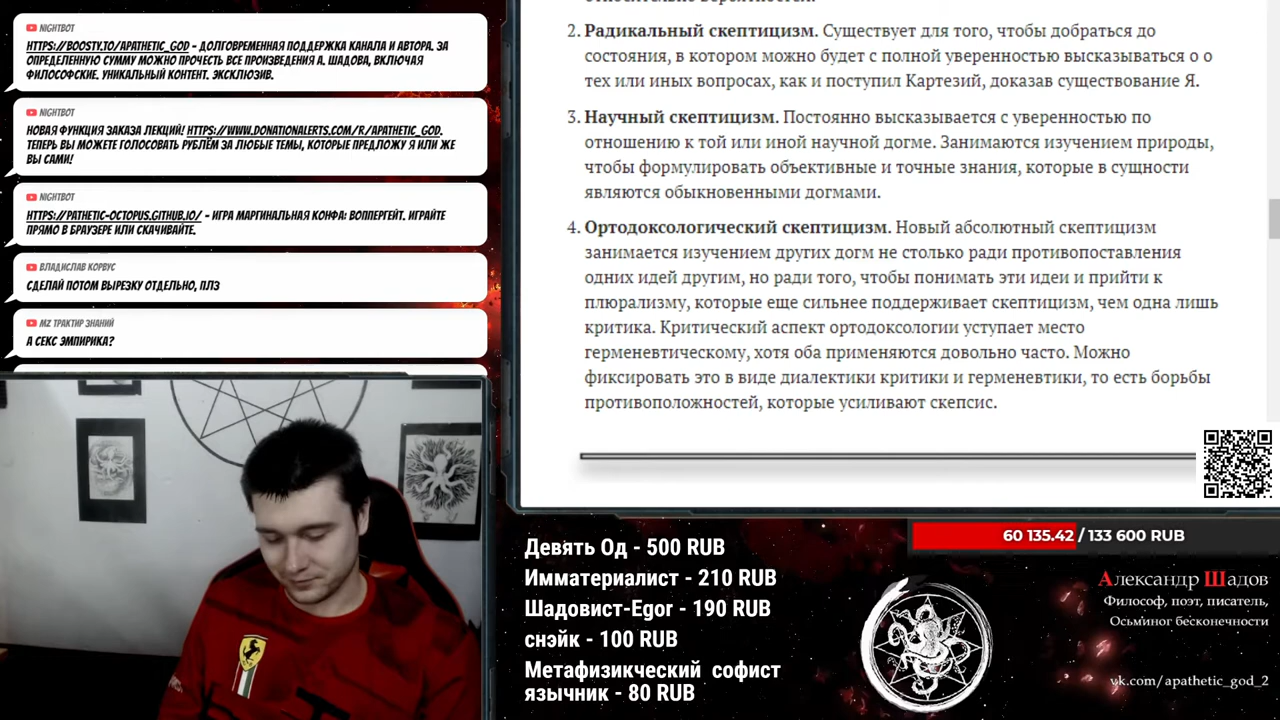 NIGHTBOT
HTTPS://BOOSTY.TO/APATHETIC_GOD - ДОЛГОВРЕМЕННАЯ ПОДДЕРЖКА КАНАЛА И АВТОРА. ЗА
ОПРЕДЕЛЕННУЮ СУММУ МОЖНО ПРОЧЕСТЬ ВСЕ ПРОИЗВЕДЕНИЯ А. ШАДОВА, ВКЛЮЧАЯ
ФИЛОСОФСКИЕ. УНИКАЛЬНЫЙ КОНТЕНТ. ЭКСКЛЮЗИВ.
NIGHTBOT
НОВАЯ ФУНКЦИЯ ЗАКАЗА ЛЕКЦИЙ! HTTPS://WWW.DONATIONALERTS.COM/R/APATHETIC_GOD.
ТЕПЕРЬ ВЫ МОЖЕТЕ ГОЛОСОВАТЬ РУБЛЁМ ЗА ЛЮБЫЕ ТЕМЫ, КОТОРЫЕ ПРЕДЛОЖУ Я ИЛИ ЖЕ
ВЫ САМИ!
NIGHTBOT
HTTPS://PATHETIC-OCTOPUS.GITHUB.IO/ - ИГРА МАРГИНАЛЬНАЯ КОНФА: ВОППЕРГЕЙТ. ИГРАЙТЕ
ПРЯМО В БРАУЗЕРЕ ИЛИ СКАЧИВАЙТЕ.
ВЛАДИСЛАВ КОРВУС
СДЕЛАЙ ПОТОМ ВЫРЕЗКУ ОТДЕЛЬНО, ПЛЗ
MZ ТРАКТИР ЗНАНИЙ
А СЕКС ЭМПИРИКА?
2. Радикальный скептицизм. Существует для того, чтобы добраться до
состояния, в котором можно будет с полной уверенностью высказываться о о
тех или иных вопросах, как и поступил Картезий, доказав существование Я.
3. Научный скептицизм. Постоянно высказывается с уверенностью по
отношению к той или иной научной догме. Занимаются изучением природы,
чтобы формулировать объективные и точные знания, которые в сущности
являются обыкновенными догмами.
4. Ортодоксологический скептицизм. Новый абсолютный скептицизм
занимается изучением других догм не столько ради противопоставления
одних идей другим, но ради того, чтобы понимать эти идеи и прийти к
плюрализму, которые еще сильнее поддерживает скептицизм, чем одна лишь
критика. Критический аспект ортодоксологии уступает место
герменевтическому, хотя оба применяются довольно часто. Можно
фиксировать это в виде диалектики критики и герменевтики, то есть борьбы
противоположностей, которые усиливают скепсис.
60 135.42 / 133 600 RUB
Девять Од - 500 RUB
Имматериалист - 210 RUB
Шадовист-Egor - 190 RUB
снэйк - 100 RUB
Метафизикческий софист
язычник - 80 RUB
Александр Шадов
Философ, поэт, писатель,
Осьминог бесконечности
vk.com/apathetic_god_2